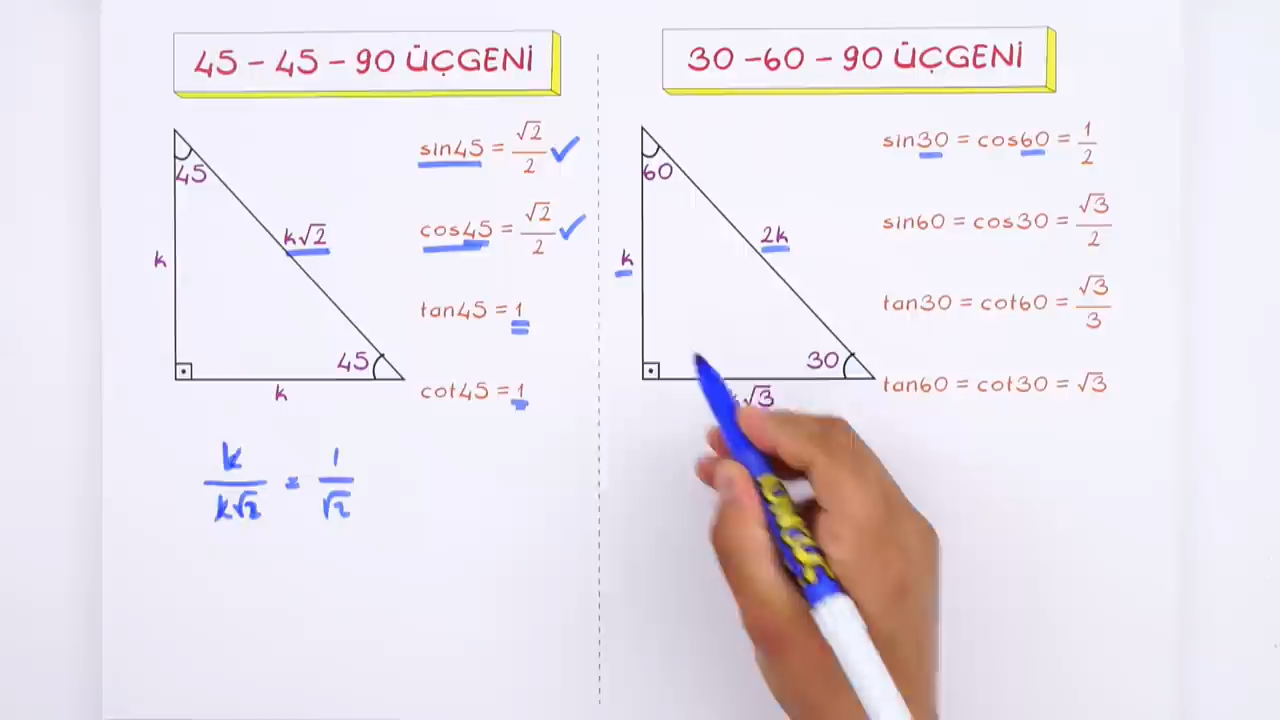 45 - 45 - 90 ÜÇGENİ
45
k√2
k
45
k
sin45 = √2/2 ✓
cos45 = √2/2 ✓
tan45 = 1
cot45 = 1
k/k√2 = 1/√2
30 - 60 - 90 ÜÇGENİ
60
2k
k
30
k√3
sin30 = cos60 = 1/2
sin60 = cos30 = √3/2
tan30 = cot60 = √3/3
tan60 = cot30 = √3